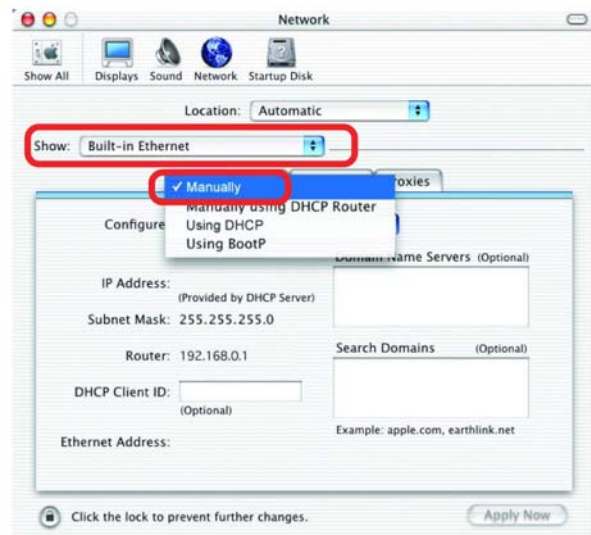 Network
Show All
Displays
Sound
Network
Startup Disk
Location: Automatic
Show: Built-in Ethernet
✓ Manually
Manually using DHCP Router
Using DHCP
Using BootP
Configure
Domain Name Servers (Optional)
IP Address:
(Provided by DHCP Server)
Subnet Mask: 255.255.255.0
Router: 192.168.0.1
Search Domains (Optional)
DHCP Client ID:
(Optional)
Example: apple.com, earthlink.net
Ethernet Address:
Click the lock to prevent further changes.
Apply Now